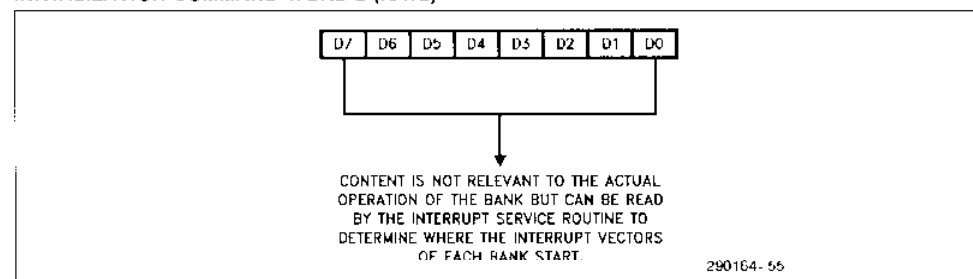 D7 D6 D5 D4 D3 D2 D1 D0
CONTENT IS NOT RELEVANT TO THE ACTUAL
OPERATION OF THE BANK BUT CAN BE READ
BY THE INTERRUPT SERVICE ROUTINE TO
DETERMINE WHERE THE INTERRUPT VECTORS
OF EACH BANK START.
290164-55